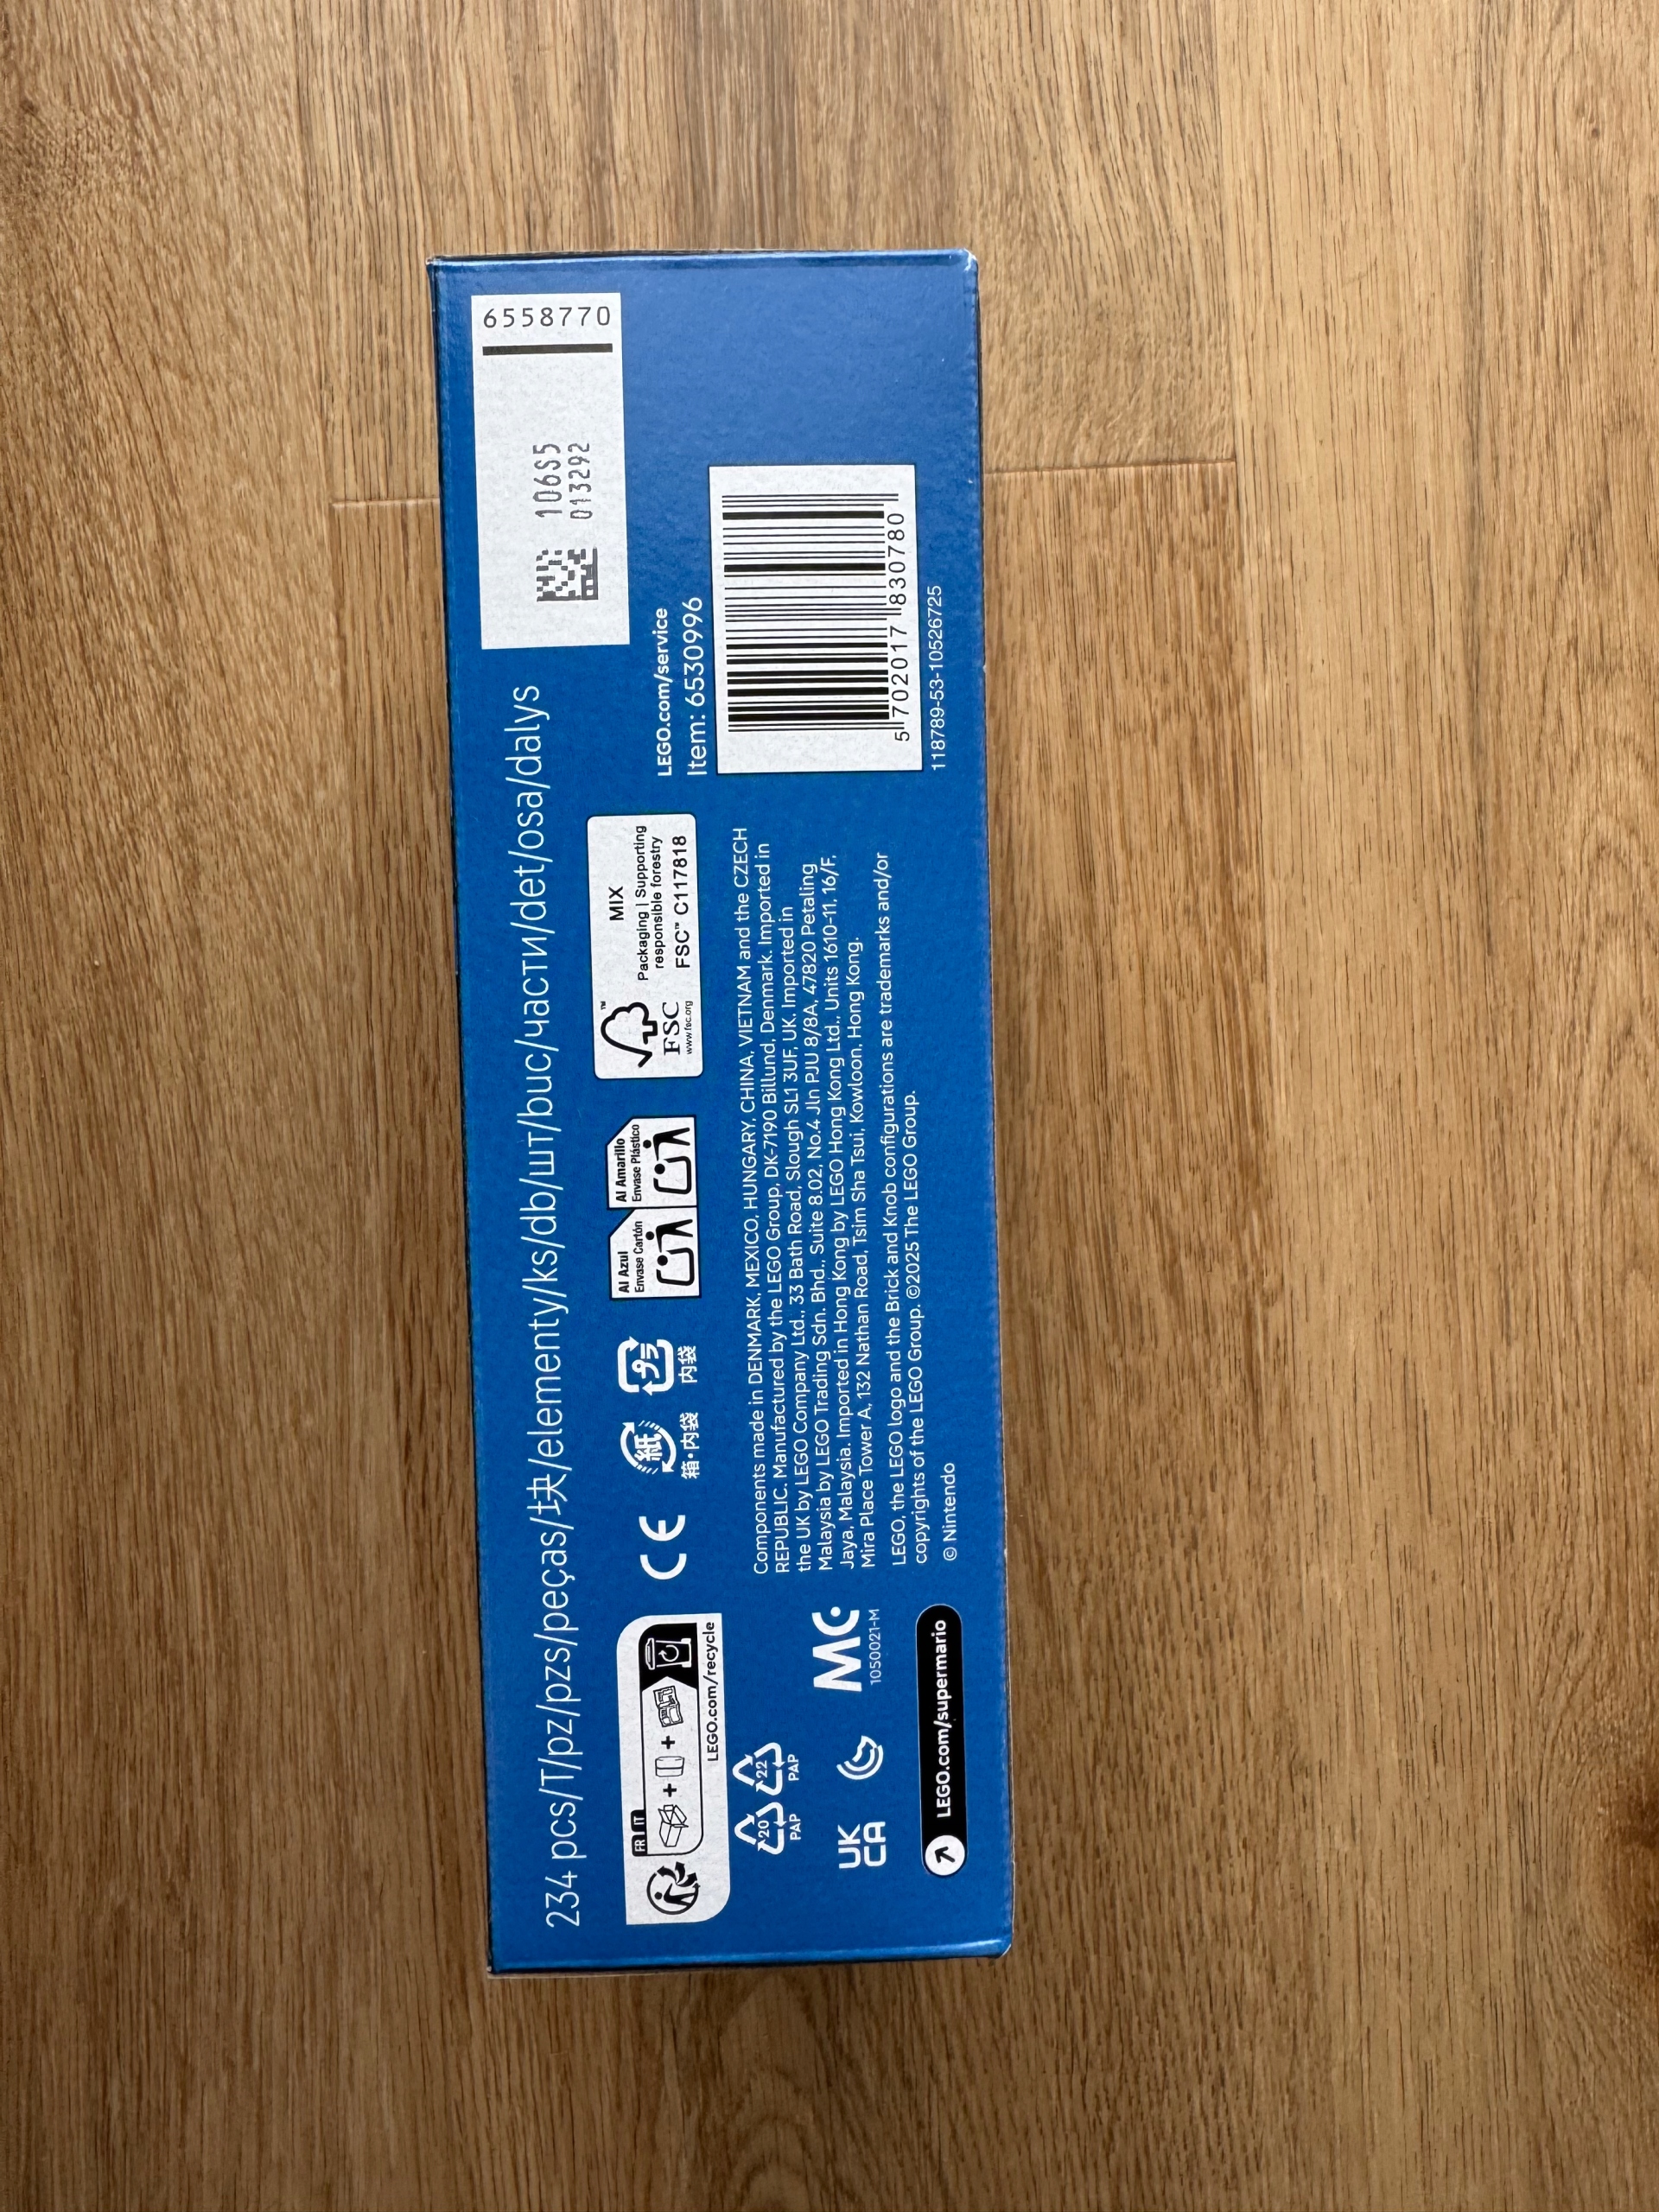 234 pcs/T/pz/pzs/peças/块/elementy/ks/db/шт/buc/части/det/osa/dalys
6558770
106S5
013292
FR IT
LEGO.com/recycle
20
PAP
22
PAP
UK
CA
MC
1050021-M
LEGO.com/supermario
CE
紙
箱・内袋
プラ
内袋
Al Azul
Envase Cartón
Al Amarillo
Envase Plástico
FSC
www.fsc.org
MIX
Packaging | Supporting
responsible forestry
FSC™ C117818
Components made in DENMARK, MEXICO, HUNGARY, CHINA, VIETNAM and the CZECH
REPUBLIC. Manufactured by the LEGO Group, DK-7190 Billund, Denmark. Imported in
the UK by LEGO Company Ltd., 33 Bath Road, Slough SL1 3UF, UK. Imported in
Malaysia by LEGO Trading Sdn. Bhd., Suite 8.02, No.4 Jln PJU 8/8A, 47820 Petaling
Jaya, Malaysia. Imported in Hong Kong by LEGO Hong Kong Ltd., Units 1610-11, 16/F,
Mira Place Tower A, 132 Nathan Road, Tsim Sha Tsui, Kowloon, Hong Kong.
LEGO, the LEGO logo and the Brick and Knob configurations are trademarks and/or
copyrights of the LEGO Group. ©2025 The LEGO Group.
© Nintendo
LEGO.com/service
Item: 6530996
5 702017 830780
118789-53-10526725